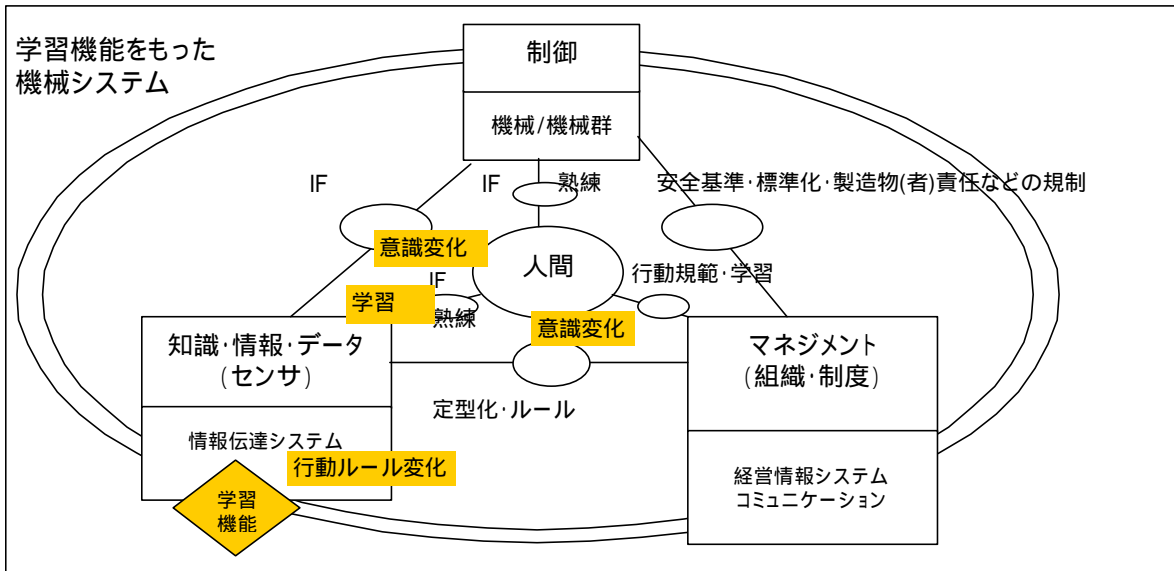 学習機能をもった
機械システム
制御
機械/機械群
IF
IF
熟練
安全基準・標準化・製造物(者)責任などの規制
意識変化
人間
行動規範・学習
IF
学習
熟練
意識変化
知識・情報・データ
(センサ)
マネジメント
(組織・制度)
定型化・ルール
情報伝達システム
行動ルール変化
経営情報システム
コミュニケーション
学習
機能